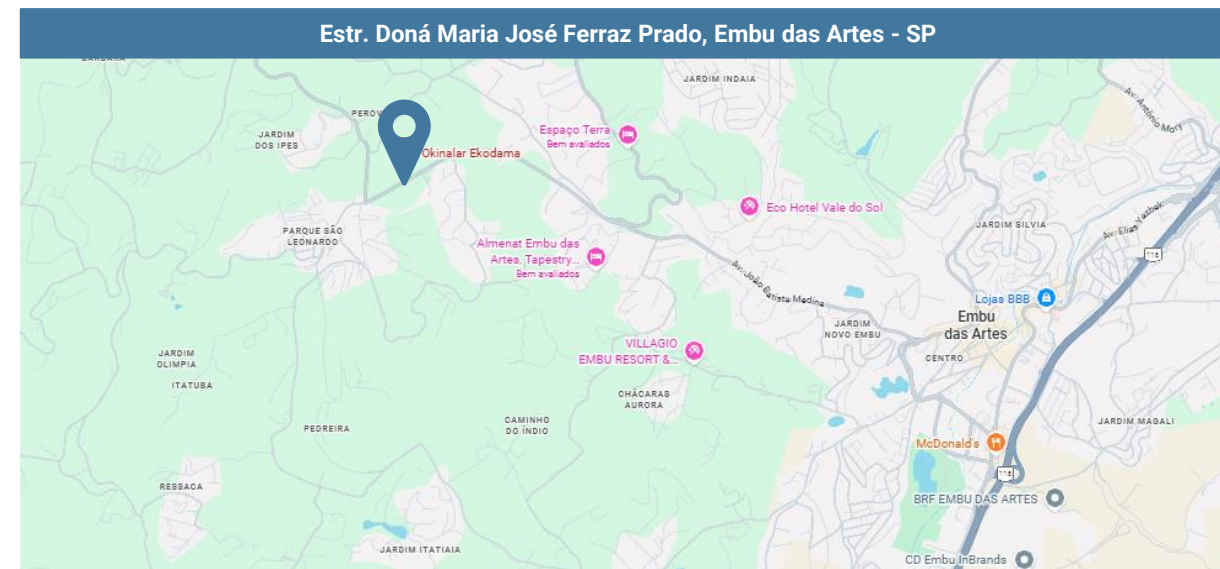 Estr. Doná Maria José Ferraz Prado, Embu das Artes - SP
JARDIM INDAIA
JARDIM
DOS IPES
Okinalar Ekodama
Espaço Terra
Bem avaliados
Av. Antônio Mory
Eco Hotel Vale do Sol
JARDIM SILVIA
Av. Elias Yazbek
116
PARQUE SÃO
LEONARDO
Almenat Embu das
Artes, Tapestry...
Bem avaliados
Av. João Batista Medina
Lojas BBB
Embu
das Artes
JARDIM
NOVO EMBU
CENTRO
VILLAGIO
EMBU RESORT &...
JARDIM
OLIMPIA
ITATUBA
CHÁCARAS
AURORA
PEDREIRA
CAMINHO
DO ÍNDIO
JARDIM MAGALI
McDonald's
116
RESSACA
BRF EMBU DAS ARTES
JARDIM ITATIAIA
CD Embu InBrands